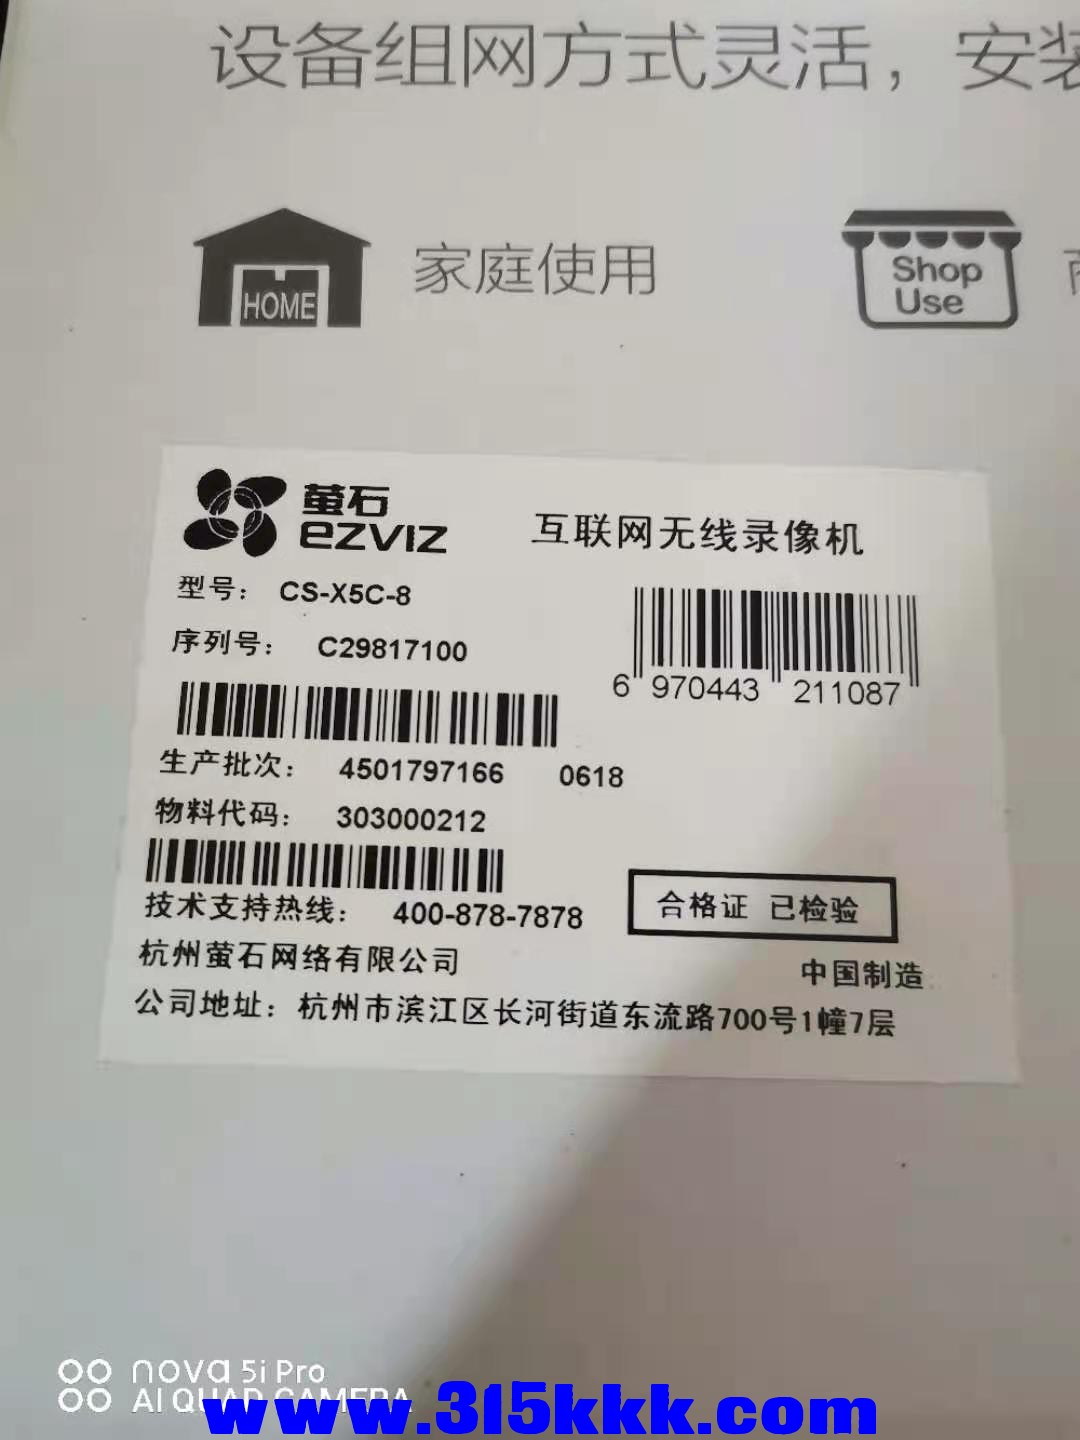 设备组网方式灵活，安装
HOME
家庭使用
Shop
Use
萤石
ezviz
互联网无线录像机
型号： CS-X5C-8
序列号： C29817100
6 970443 211087
生产批次： 4501797166 0618
物料代码： 303000212
技术支持热线： 400-878-7878
合格证 已检验
杭州萤石网络有限公司
中国制造
公司地址：杭州市滨江区长河街道东流路700号1幢7层
nova 5i Pro
AI QUAD CAMERA
www.315kkk.com